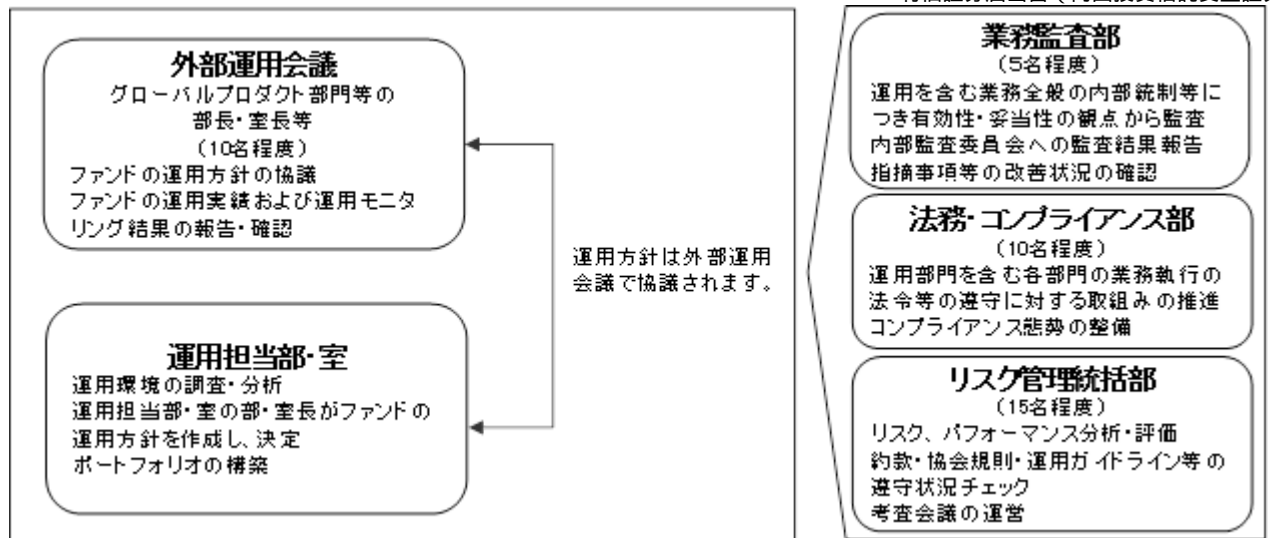 外部運用会議
グローバルプロダクト部門等の
部長・室長等
(10名程度)
ファンドの運用方針の協議
ファンドの運用実績および運用モニタ
リング結果の報告・確認
運用方針は外部運用
会議で協議されます。
運用担当部・室
運用環境の調査・分析
運用担当部・室の部・室長がファンドの
運用方針を作成し、決定
ポートフォリオの構築
業務監査部
(5名程度)
運用を含む業務全般の内部統制等に
つき有効性・妥当性の観点から監査
内部監査委員会への監査結果報告
指摘事項等の改善状況の確認
法務・コンプライアンス部
(10名程度)
運用部門を含む各部門の業務執行の
法令等の遵守に対する取組みの推進
コンプライアンス態勢の整備
リスク管理統括部
(15名程度)
リスク、パフォーマンス分析・評価
約款・協会規則・運用ガイドライン等の
遵守状況チェック
考査会議の運営